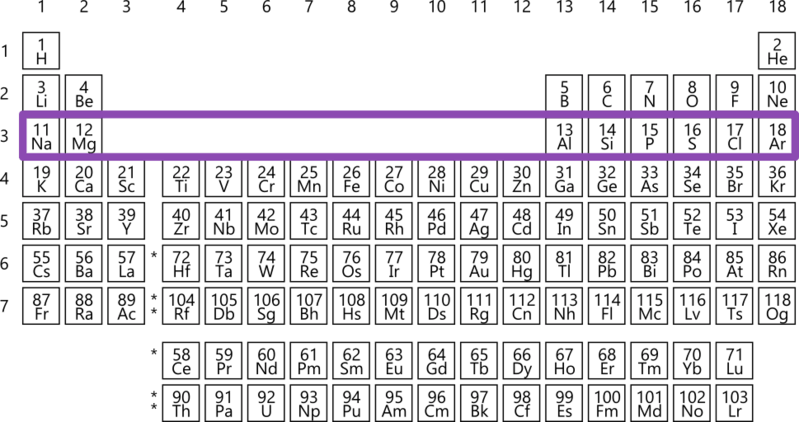 1 2 3 4 5 6 7 8 9 10 11 12 13 14 15 16 17 18
1 1 2
H He
2 3 4 5 6 7 8 9 10
Li Be B C N O F Ne
3 11 12 13 14 15 16 17 18
Na Mg Al Si P S Cl Ar
4 19 20 21 22 23 24 25 26 27 28 29 30 31 32 33 34 35 36
K Ca Sc Ti V Cr Mn Fe Co Ni Cu Zn Ga Ge As Se Br Kr
5 37 38 39 40 41 42 43 44 45 46 47 48 49 50 51 52 53 54
Rb Sr Y Zr Nb Mo Tc Ru Rh Pd Ag Cd In Sn Sb Te I Xe
6 55 56 57 * 72 73 74 75 76 77 78 79 80 81 82 83 84 85 86
Cs Ba La Hf Ta W Re Os Ir Pt Au Hg Tl Pb Bi Po At Rn
7 87 88 89 * 104 105 106 107 108 109 110 111 112 113 114 115 116 117 118
Fr Ra Ac * Rf Db Sg Bh Hs Mt Ds Rg Cn Nh Fl Mc Lv Ts Og
* 58 59 60 61 62 63 64 65 66 67 68 69 70 71
Ce Pr Nd Pm Sm Eu Gd Tb Dy Ho Er Tm Yb Lu
* 90 91 92 93 94 95 96 97 98 99 100 101 102 103
* Th Pa U Np Pu Am Cm Bk Cf Es Fm Md No Lr